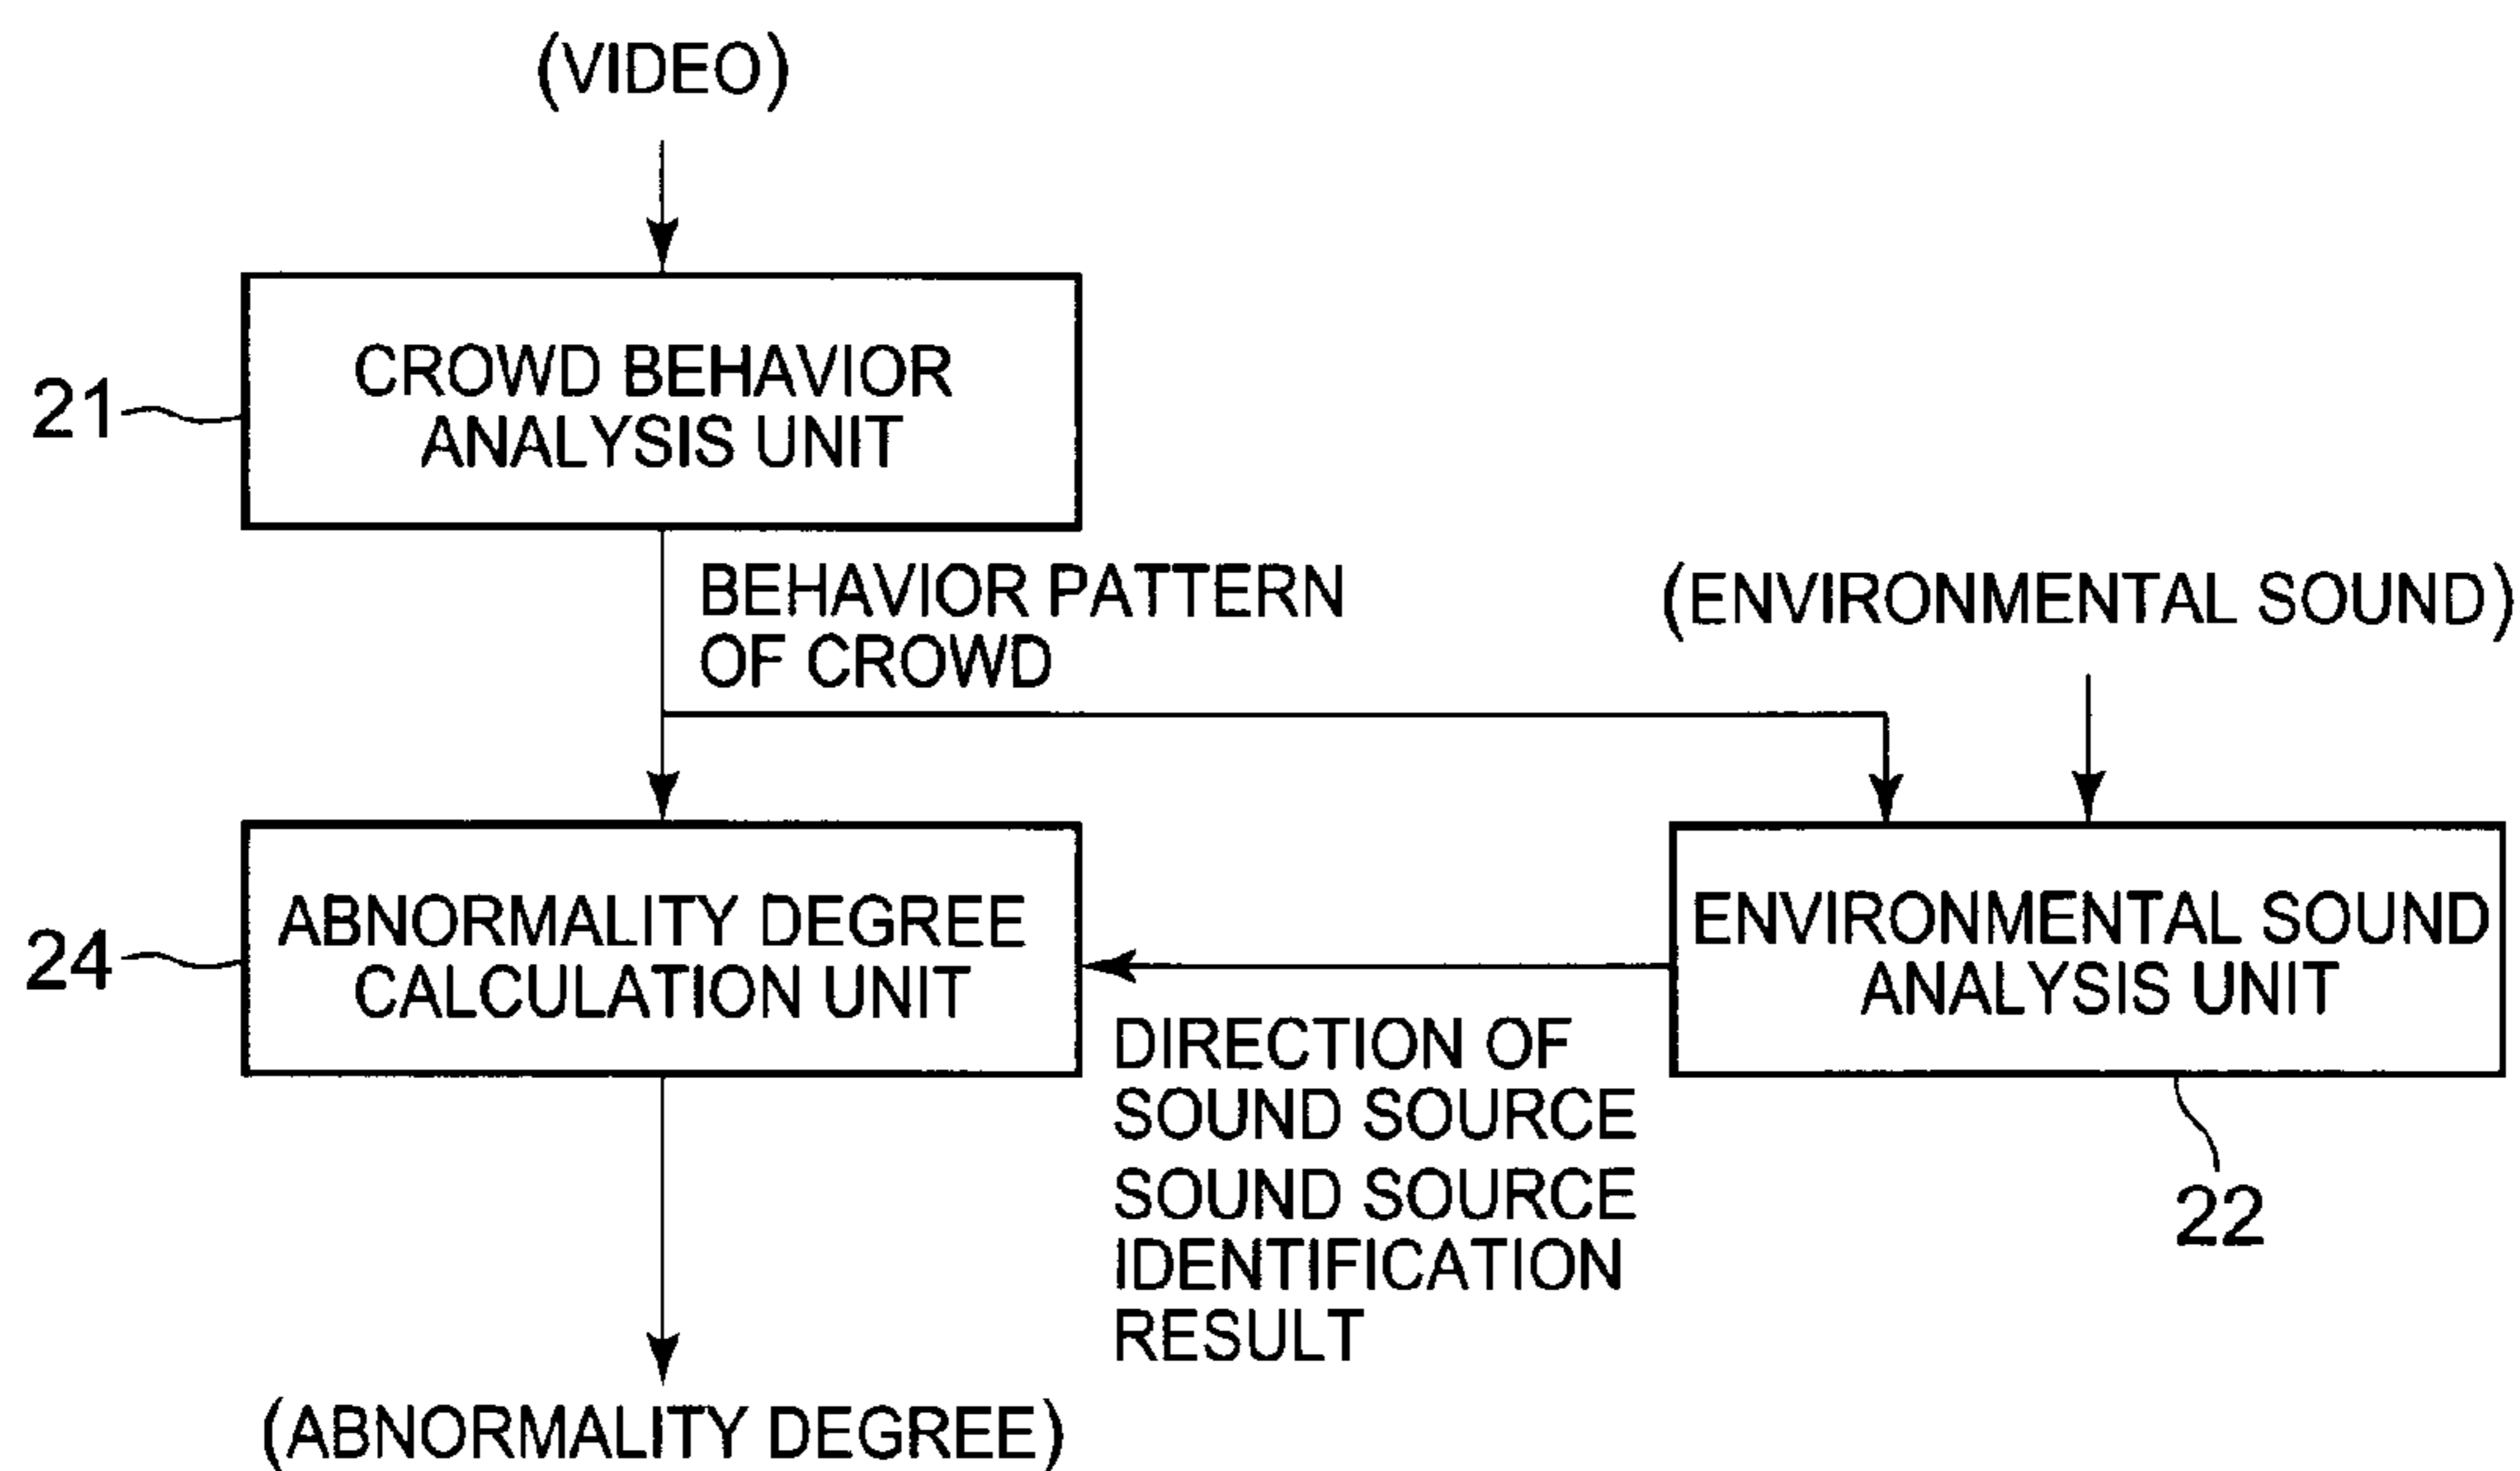 (VIDEO)
CROWD BEHAVIOR
ANALYSIS UNIT
21
BEHAVIOR PATTERN
OF CROWD
(ENVIRONMENTAL SOUND)
ABNORMALITY DEGREE
CALCULATION UNIT
24
ENVIRONMENTAL SOUND
ANALYSIS UNIT
22
DIRECTION OF
SOUND SOURCE
SOUND SOURCE
IDENTIFICATION
RESULT
(ABNORMALITY DEGREE)